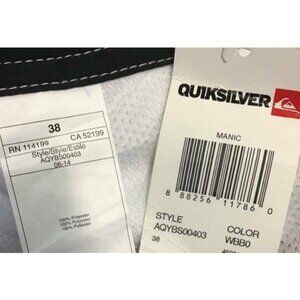 38
RN 114199 CA 52199
Style/Style/Estilo
AQYBS00403
06-14
100% Polyester
100% Polyester
100% Polyester
QUIKSILVER
MANIC
8 88256 11786 0
STYLE COLOR
AQYBS00403 WBB0
38